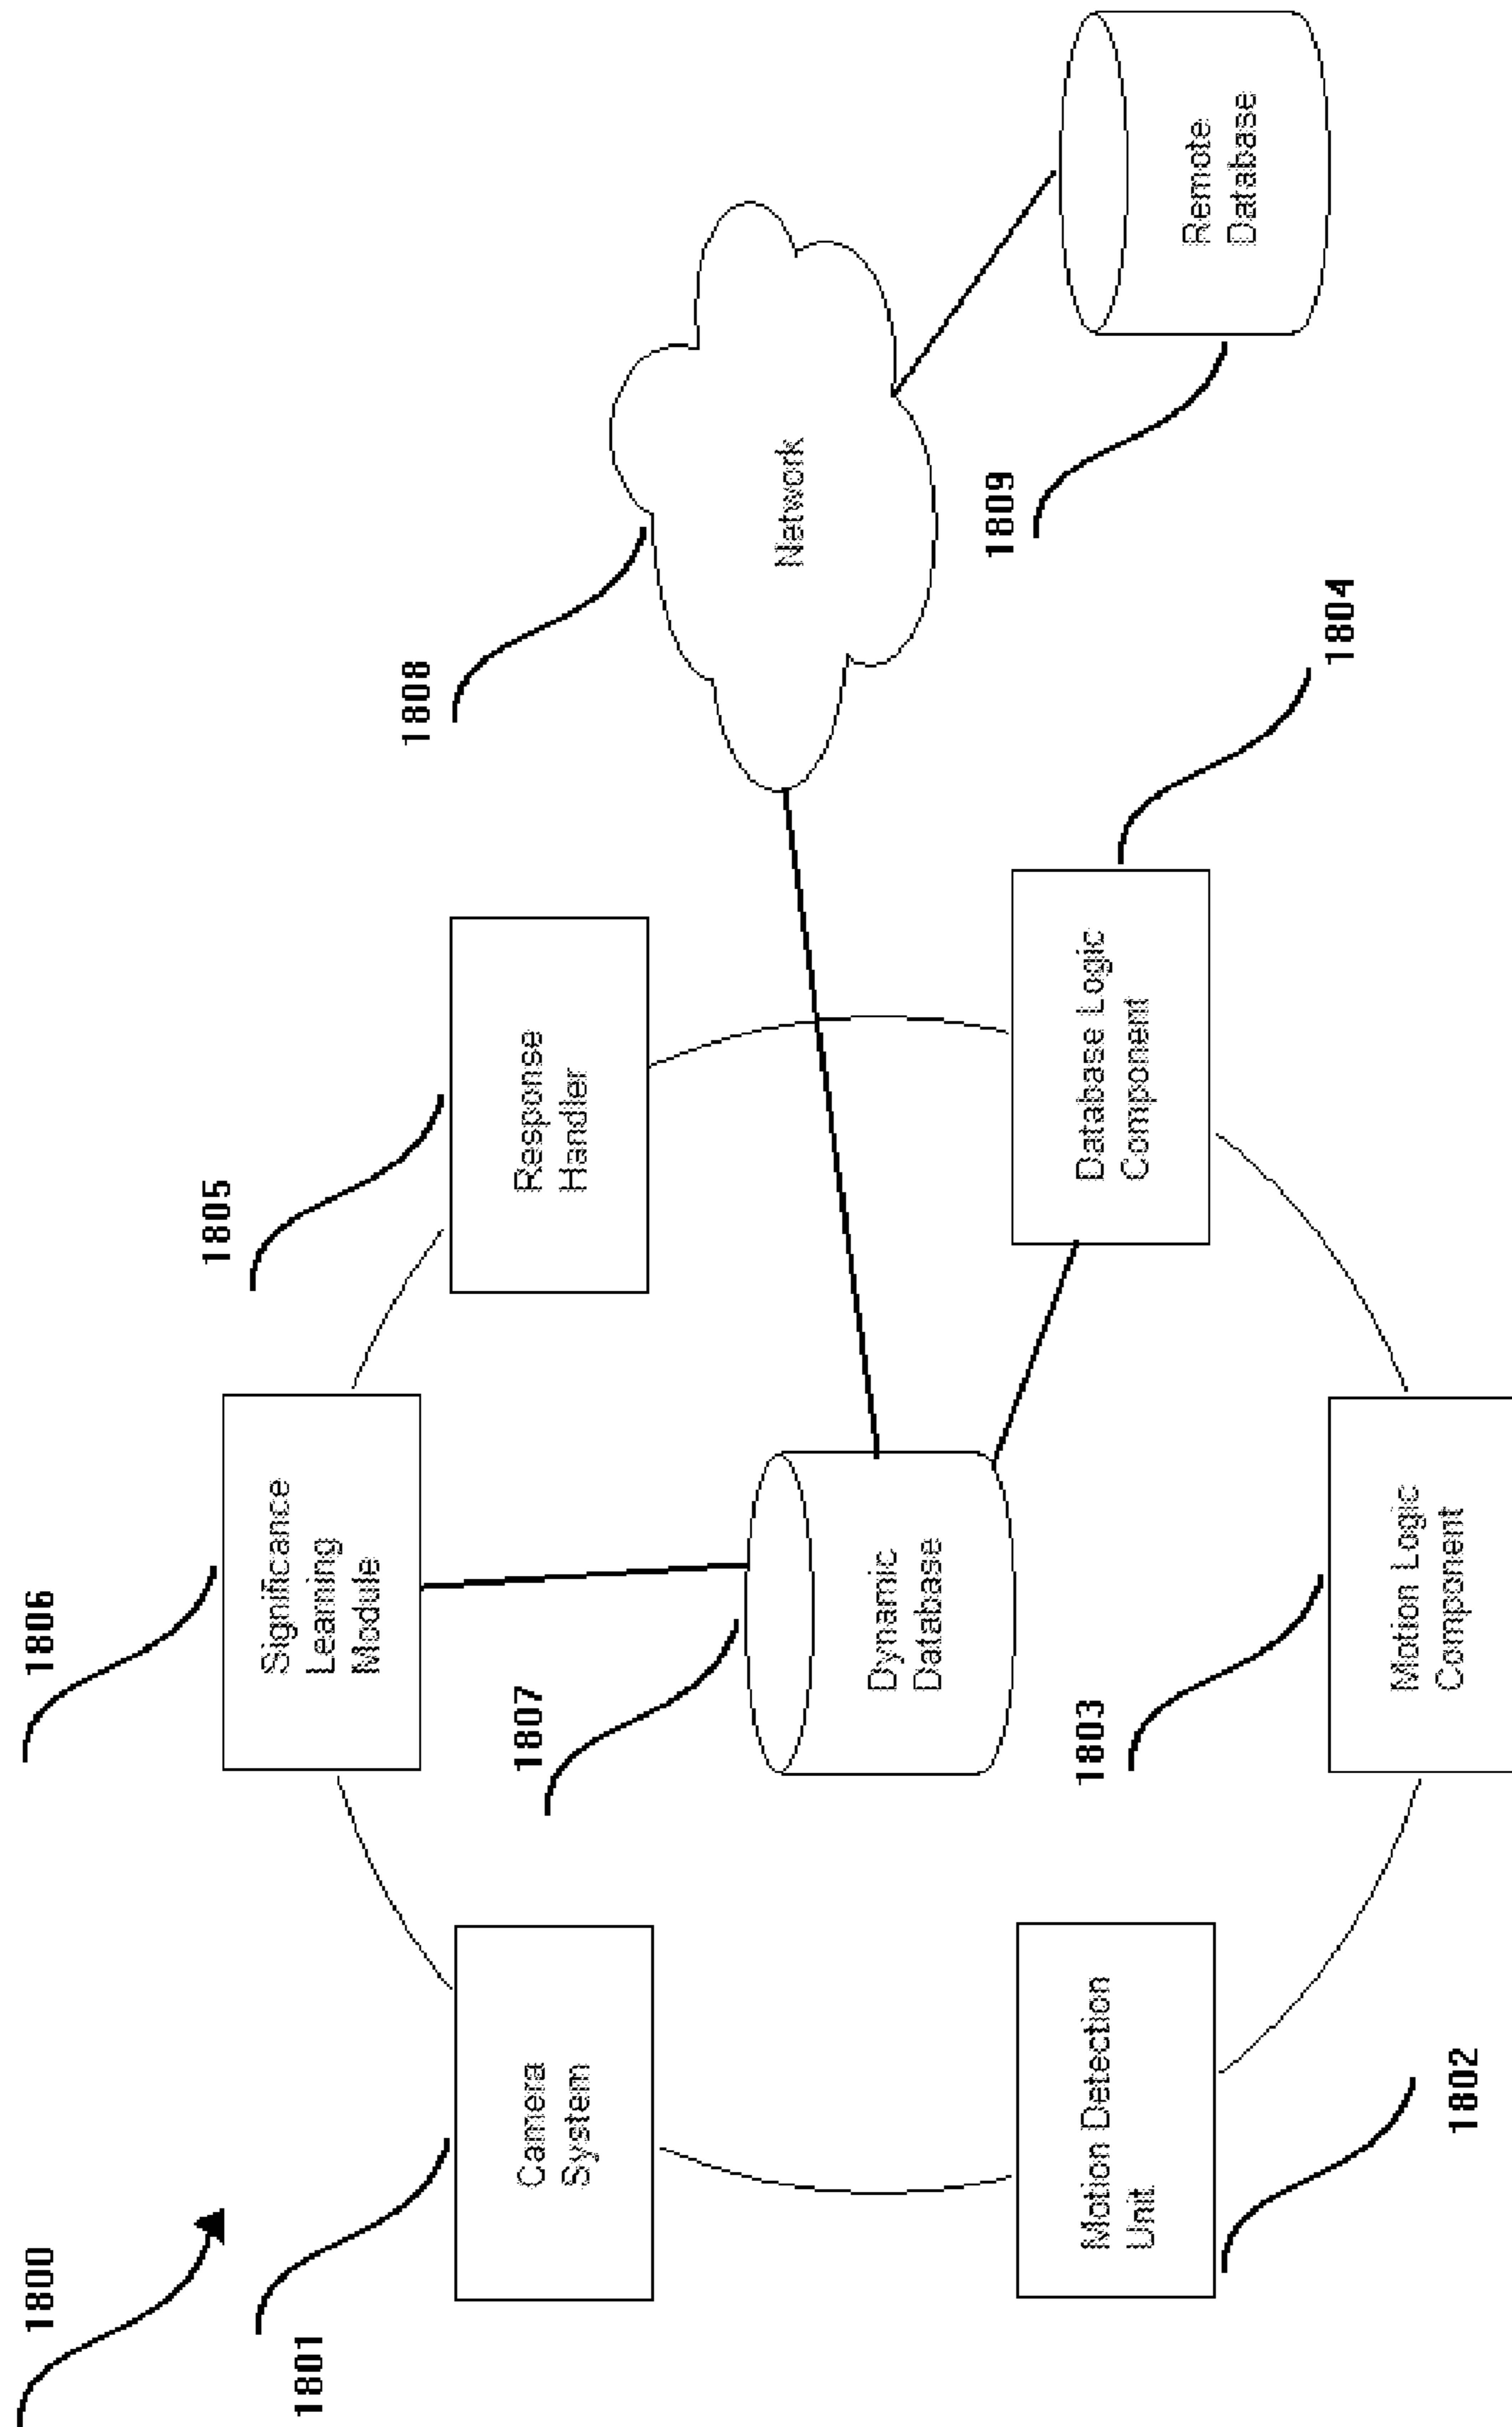 1800
1806
Significance
Learning
Module
1801
Camera
System
1805
Response
Handler
1808
Network
1807
Dynamic
Database
1802
Motion Detection
Unit
1803
Motion Logic
Component
1804
Database Logic
Component
1809
Remote
Database